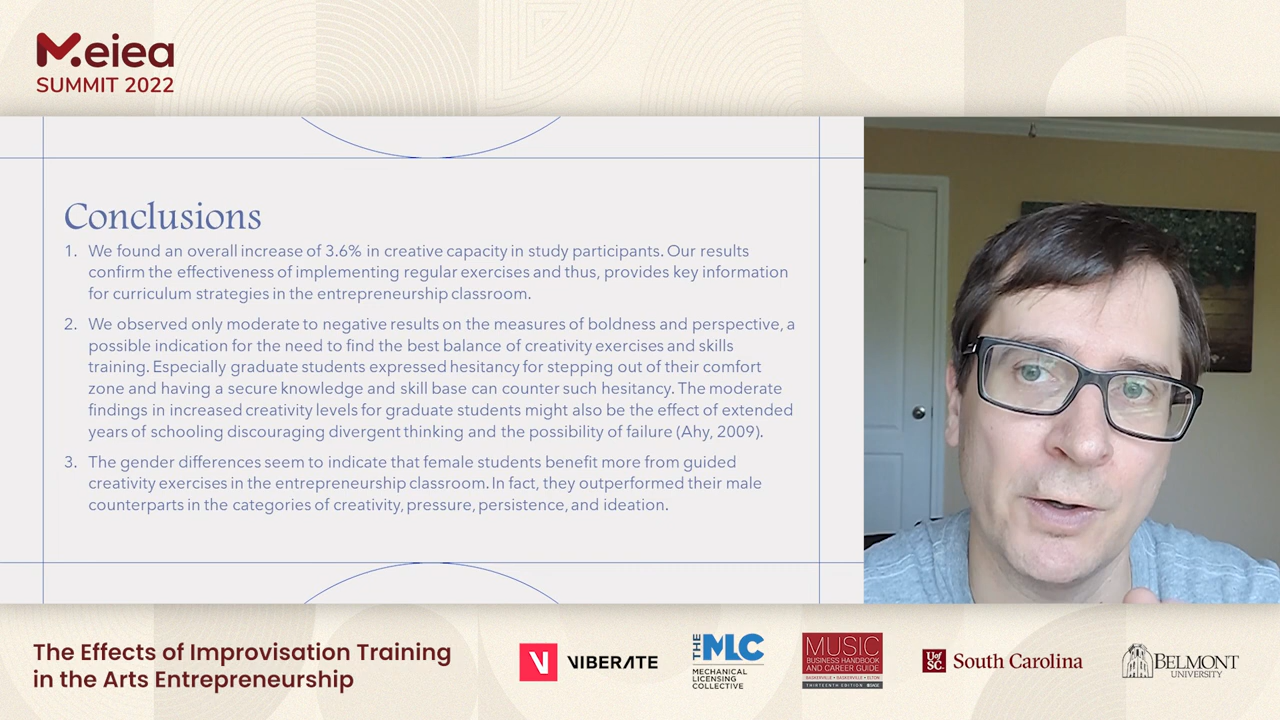 Meiea
SUMMIT 2022
Conclusions
1. We found an overall increase of 3.6% in creative capacity in study participants. Our results
confirm the effectiveness of implementing regular exercises and thus, provides key information
for curriculum strategies in the entrepreneurship classroom.
2. We observed only moderate to negative results on the measures of boldness and perspective, a
possible indication for the need to find the best balance of creativity exercises and skills
training. Especially graduate students expressed hesitancy for stepping out of their comfort
zone and having a secure knowledge and skill base can counter such hesitancy. The moderate
findings in increased creativity levels for graduate students might also be the effect of extended
years of schooling discouraging divergent thinking and the possibility of failure (Ahy, 2009).
3. The gender differences seem to indicate that female students benefit more from guided
creativity exercises in the entrepreneurship classroom. In fact, they outperformed their male
counterparts in the categories of creativity, pressure, persistence, and ideation.
The Effects of Improvisation Training
in the Arts Entrepreneurship
VIBERATE
THE MLC
MECHANICAL
LICENSING
COLLECTIVE
MUSIC
BUSINESS HANDBOOK
AND CAREER GUIDE
BASKERVILLE • BASKERVILLE • ELTON
THIRTEENTH EDITION
SAGE
UofSC
South Carolina
BELMONT
UNIVERSITY